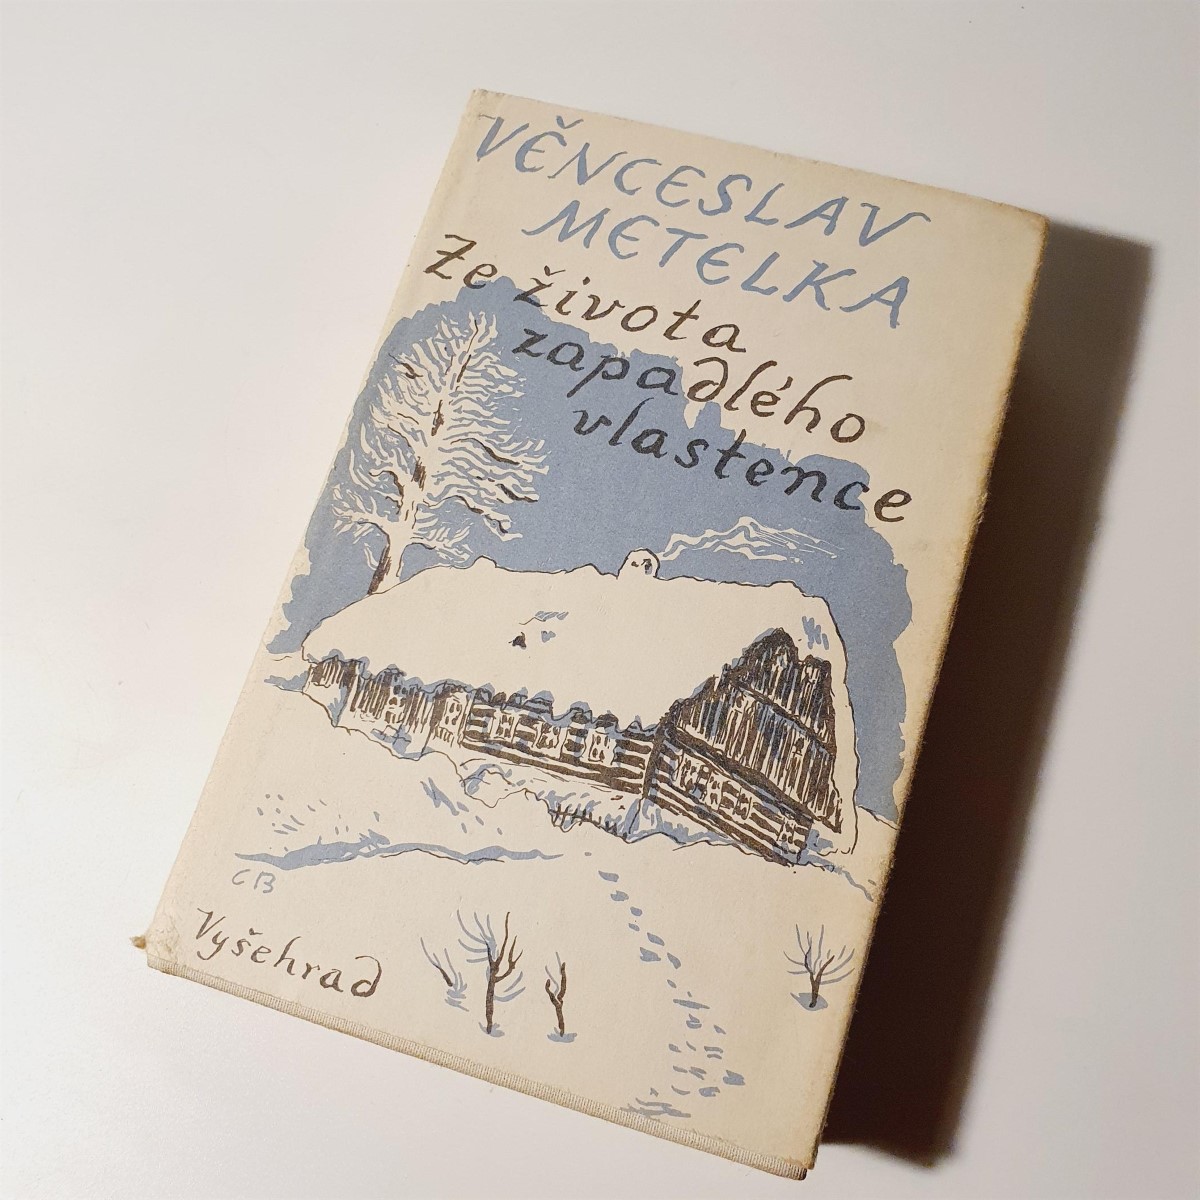 VĚNCESLAV
METELKA
Ze života
zapadlého
vlastence
CB
Vyšehrad